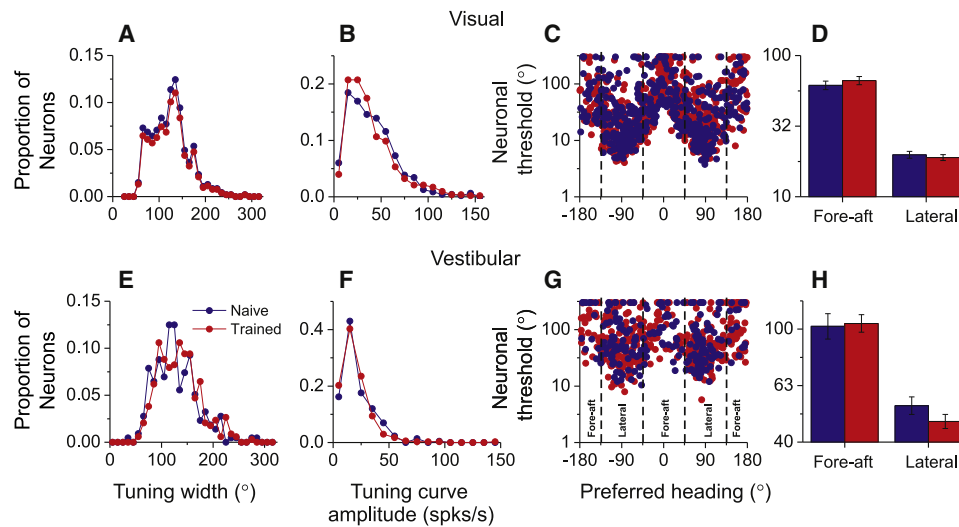 Visual
A
B
C
D
Proportion of
Neurons
0.15
0.10
0.05
0.00
0 100 200 300
0.2
0.1
0.0
0 50 100 150
Neuronal
threshold (°)
100
10
1
-180 -90 0 90 180
100
32
10
Fore-aft Lateral
Vestibular
E
F
G
H
Proportion of
Neurons
0.15
0.10
0.05
0.00
Naive
Trained
0 100 200 300
Tuning width (°)
0.4
0.2
0.0
0 50 100 150
Tuning curve
amplitude (spks/s)
Neuronal
threshold (°)
100
10
1
Fore-aft
Lateral
Fore-aft
Lateral
Fore-aft
-180 -90 0 90 180
Preferred heading (°)
100
63
40
Fore-aft Lateral